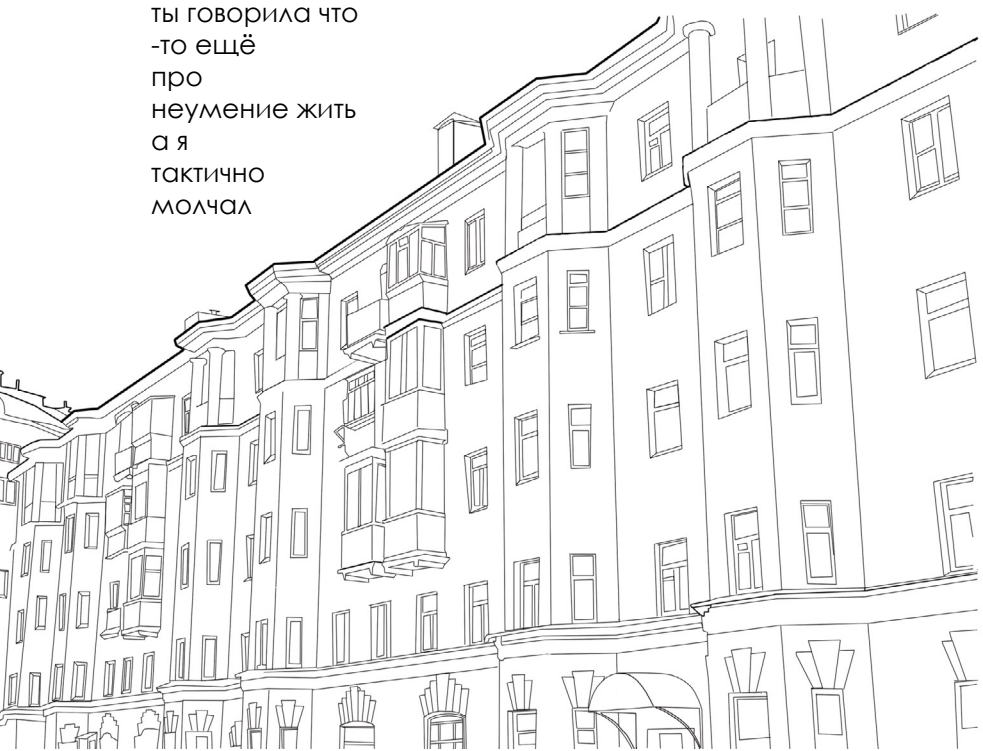 ты говорила что
-то ещё
про
неумение жить
а я
тактично
молчал